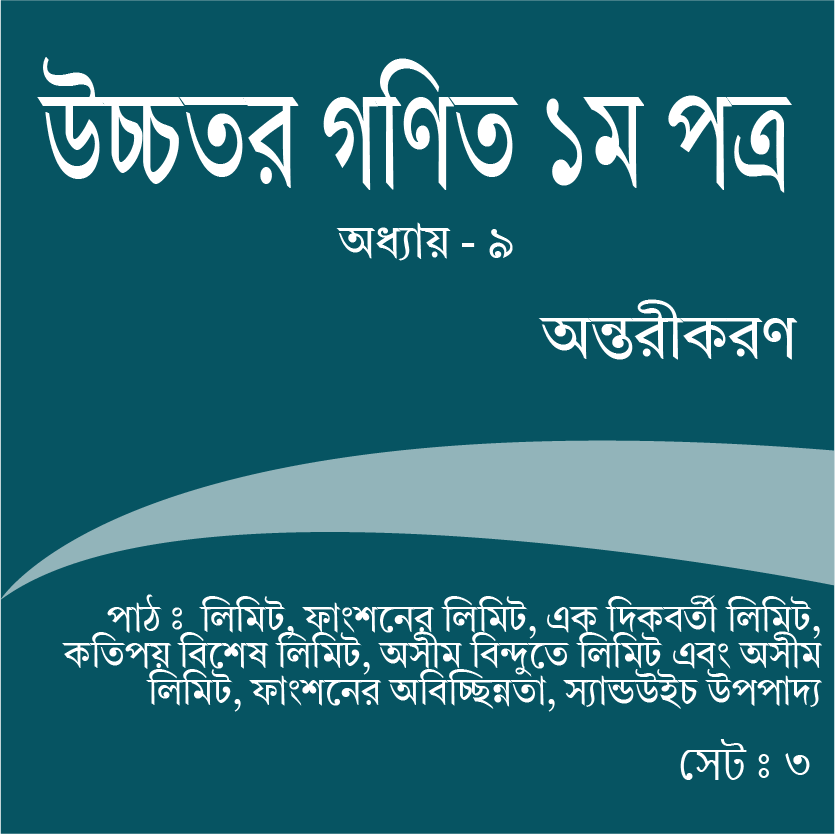 উচ্চতর গণিত ১ম পত্র
অধ্যায় - ৯
অন্তরীকরণ
পাঠ ঃ লিমিট, ফাংশনের লিমিট, এক দিকবর্তী লিমিট,
কতিপয় বিশেষ লিমিট, অসীম বিন্দুতে লিমিট এবং অসীম
লিমিট, ফাংশনের অবিচ্ছিন্নতা, স্যান্ডউইচ উপপাদ্য
সেট ঃ ৩